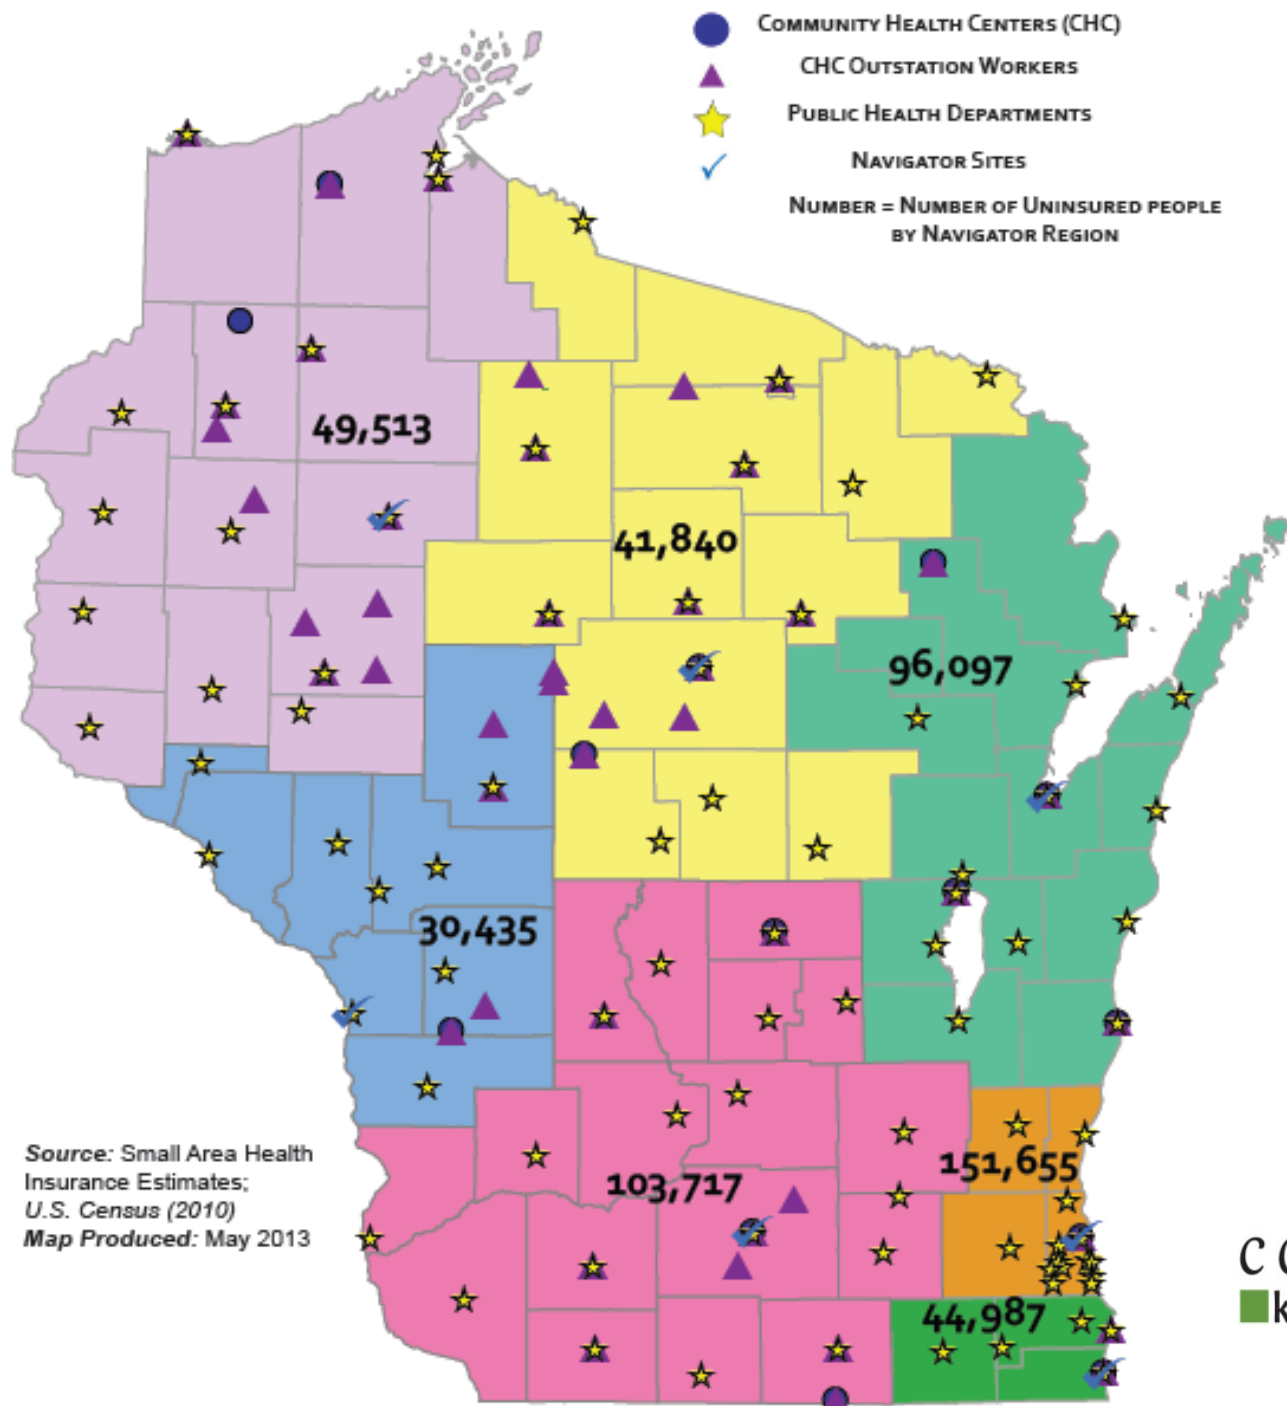 Community Health Centers (CHC)
CHC Outstation Workers
Public Health Departments
Navigator Sites
Number = Number of Uninsured people
by Navigator Region
49,513
41,840
96,097
30,435
103,717
151,655
44,987
Source: Small Area Health
Insurance Estimates;
U.S. Census (2010)
Map Produced: May 2013